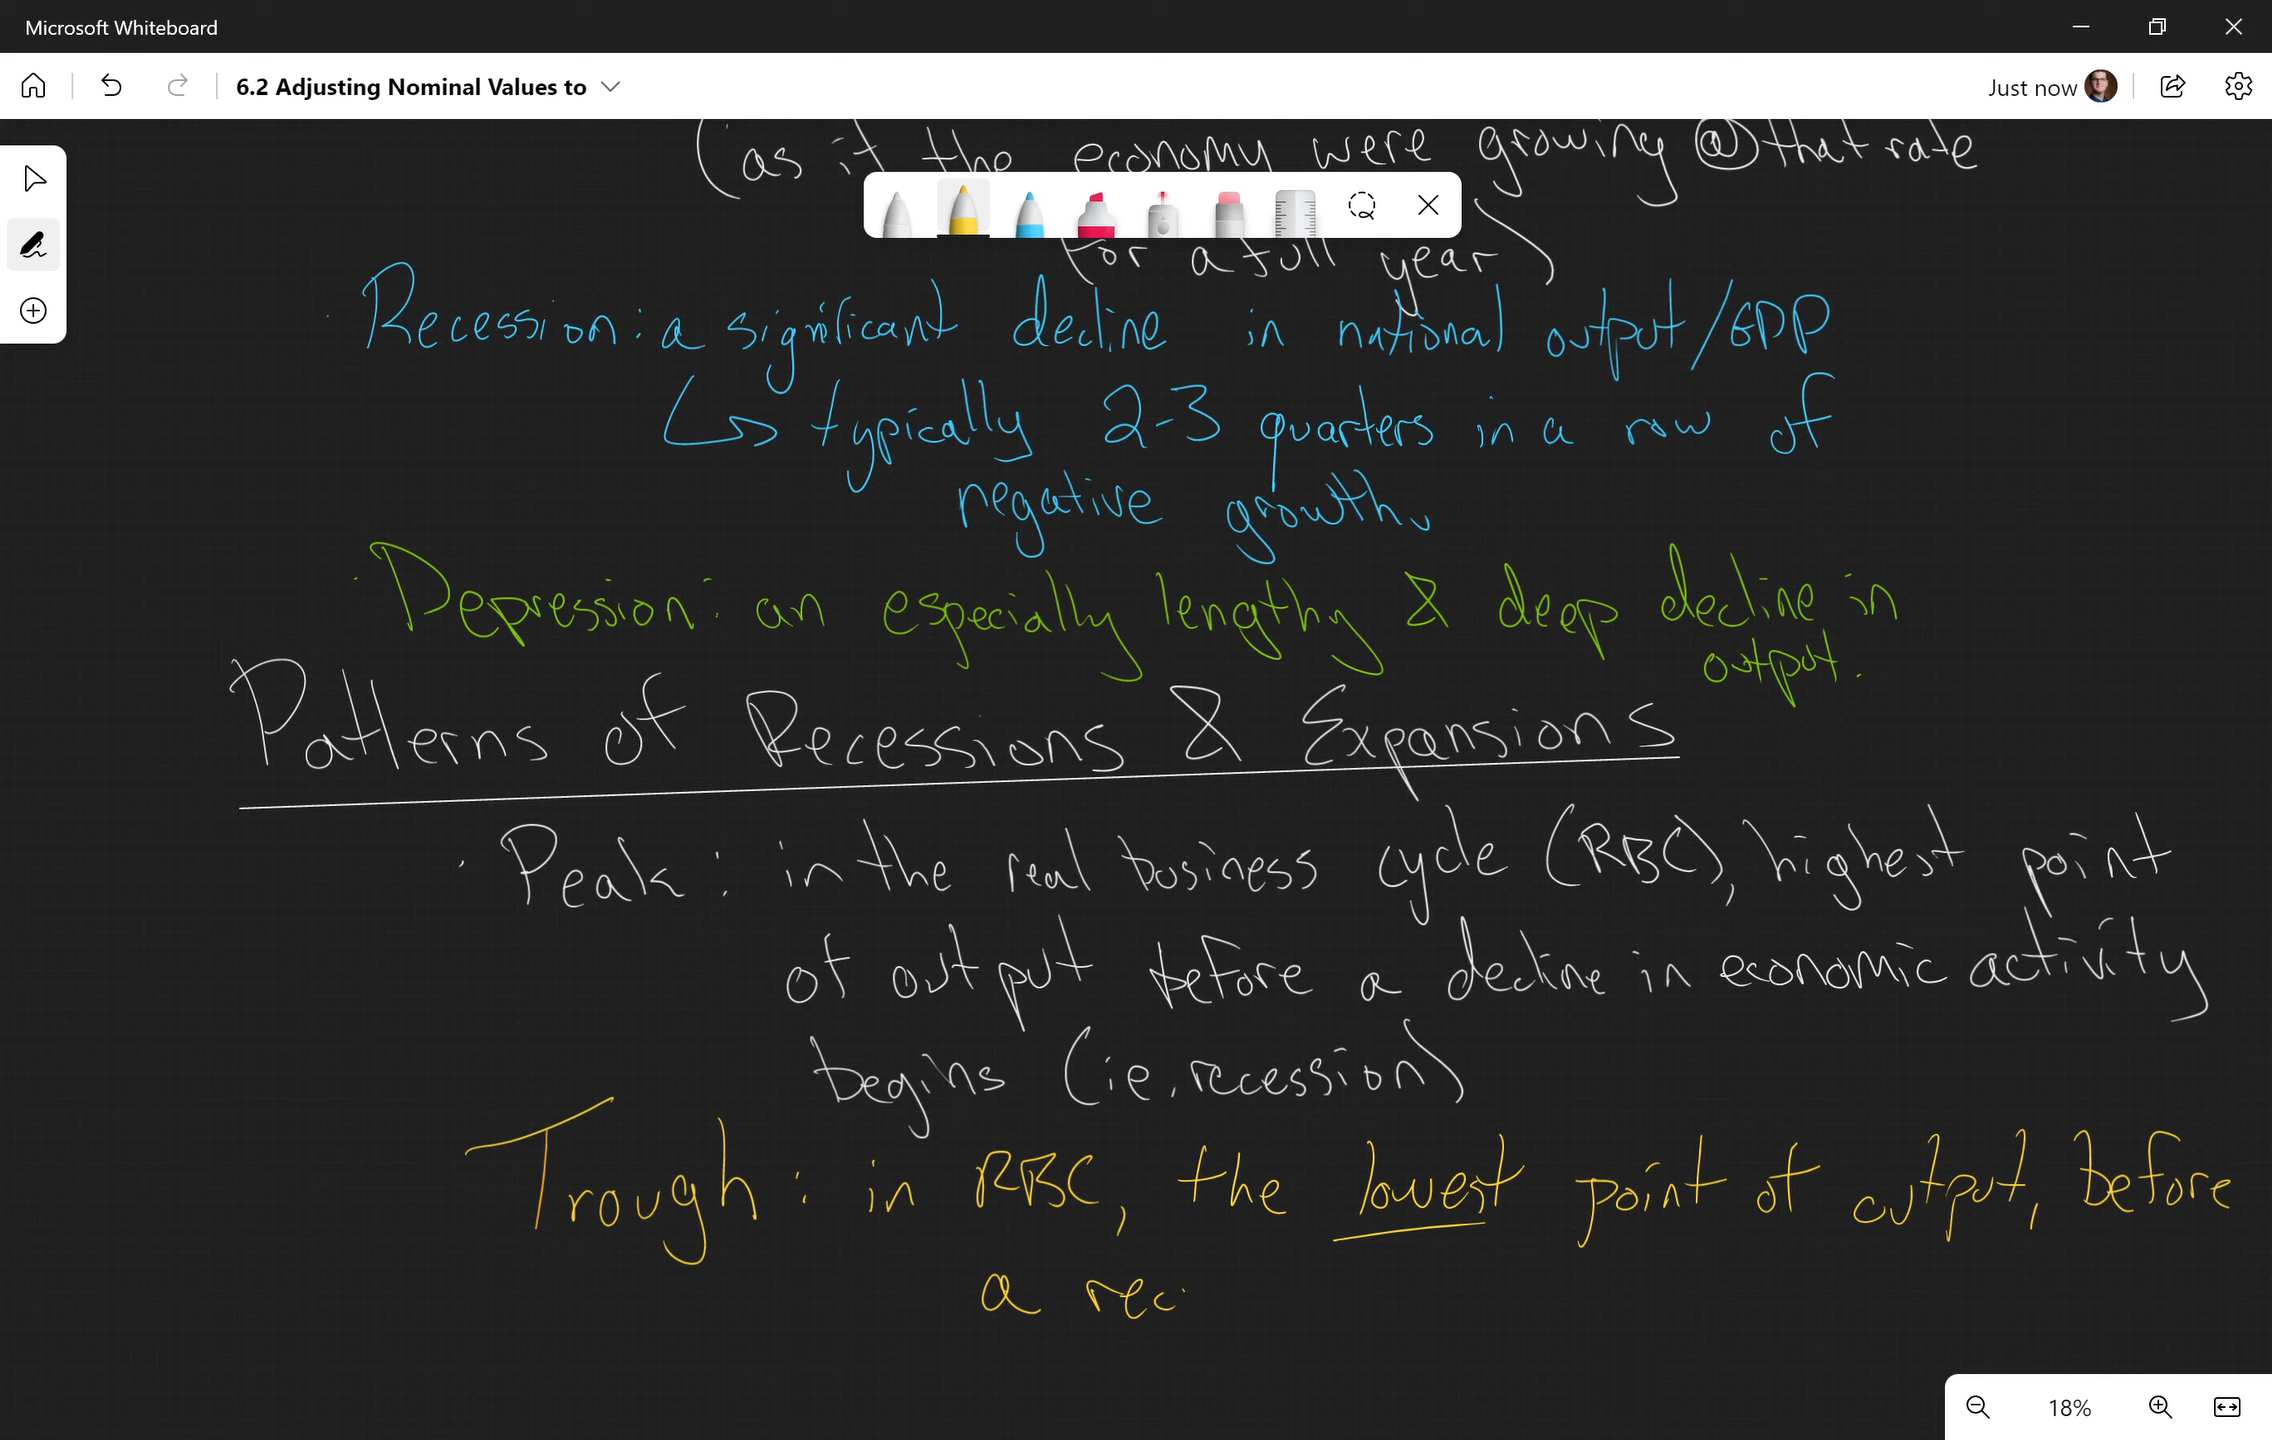 Microsoft Whiteboard
6.2 Adjusting Nominal Values to
Just now
(as if the economy were growing @ that rate
for a full year)
· Recession: a significant decline in national output/GDP
↳ typically 2-3 quarters in a row of
negative growth.
· Depression: an especially lengthy & deep decline in
output.
Patterns of Recessions & Expansions
· Peak: in the real business cycle (RBC), highest point
of output before a decline in economic activity
begins (ie. recession)
Trough: in RBC, the lowest point of output, before
a rec
18%